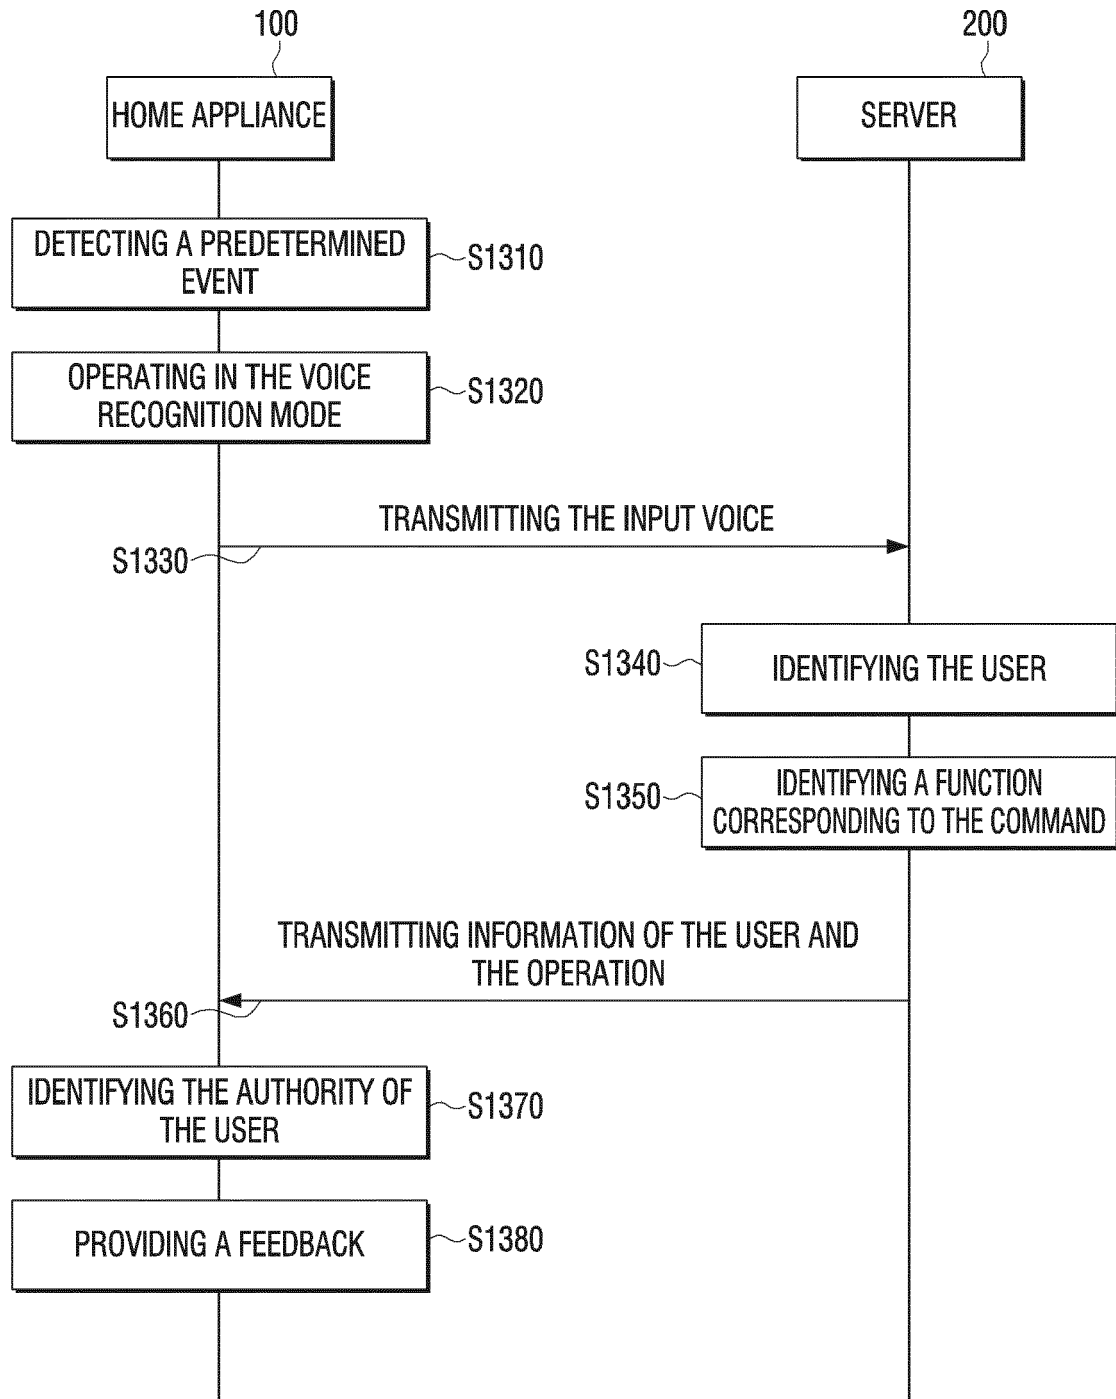 100
200
HOME APPLIANCE
SERVER
DETECTING A PREDETERMINED
EVENT
S1310
OPERATING IN THE VOICE
RECOGNITION MODE
S1320
TRANSMITTING THE INPUT VOICE
S1330
S1340
IDENTIFYING THE USER
S1350
IDENTIFYING A FUNCTION
CORRESPONDING TO THE COMMAND
TRANSMITTING INFORMATION OF THE USER AND
THE OPERATION
S1360
IDENTIFYING THE AUTHORITY OF
THE USER
S1370
PROVIDING A FEEDBACK
S1380